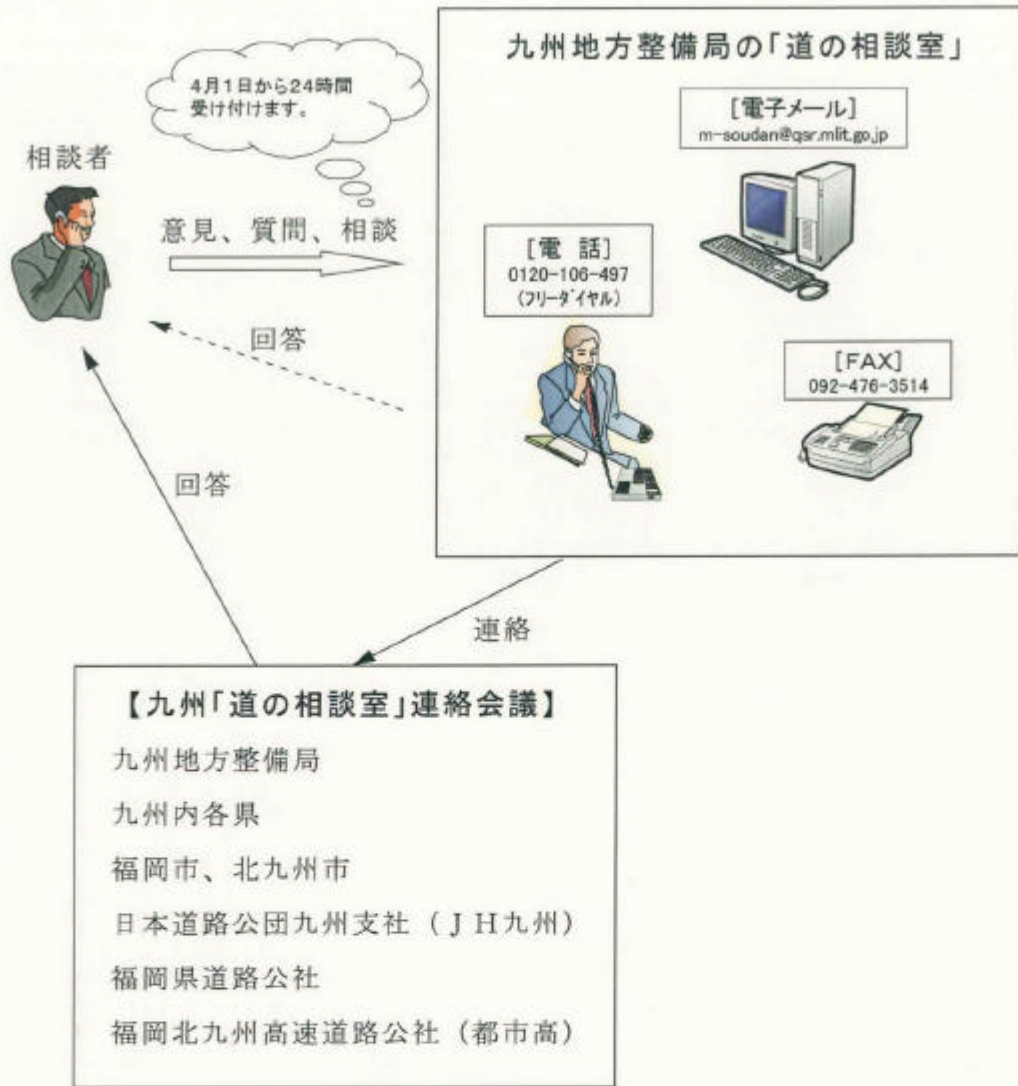 九州地方整備局の「道の相談室」
4月1日から24時間
受け付けます。
[電子メール]
m-soudan@qsr.mlit.go.jp
相談者
意見、質問、相談
[電 話]
0120-106-497
(フリーダイヤル)
回答
[FAX]
092-476-3514
回答
連絡
【九州「道の相談室」連絡会議】
九州地方整備局
九州内各県
福岡市、北九州市
日本道路公団九州支社（ＪＨ九州）
福岡県道路公社
福岡北九州高速道路公社（都市高）